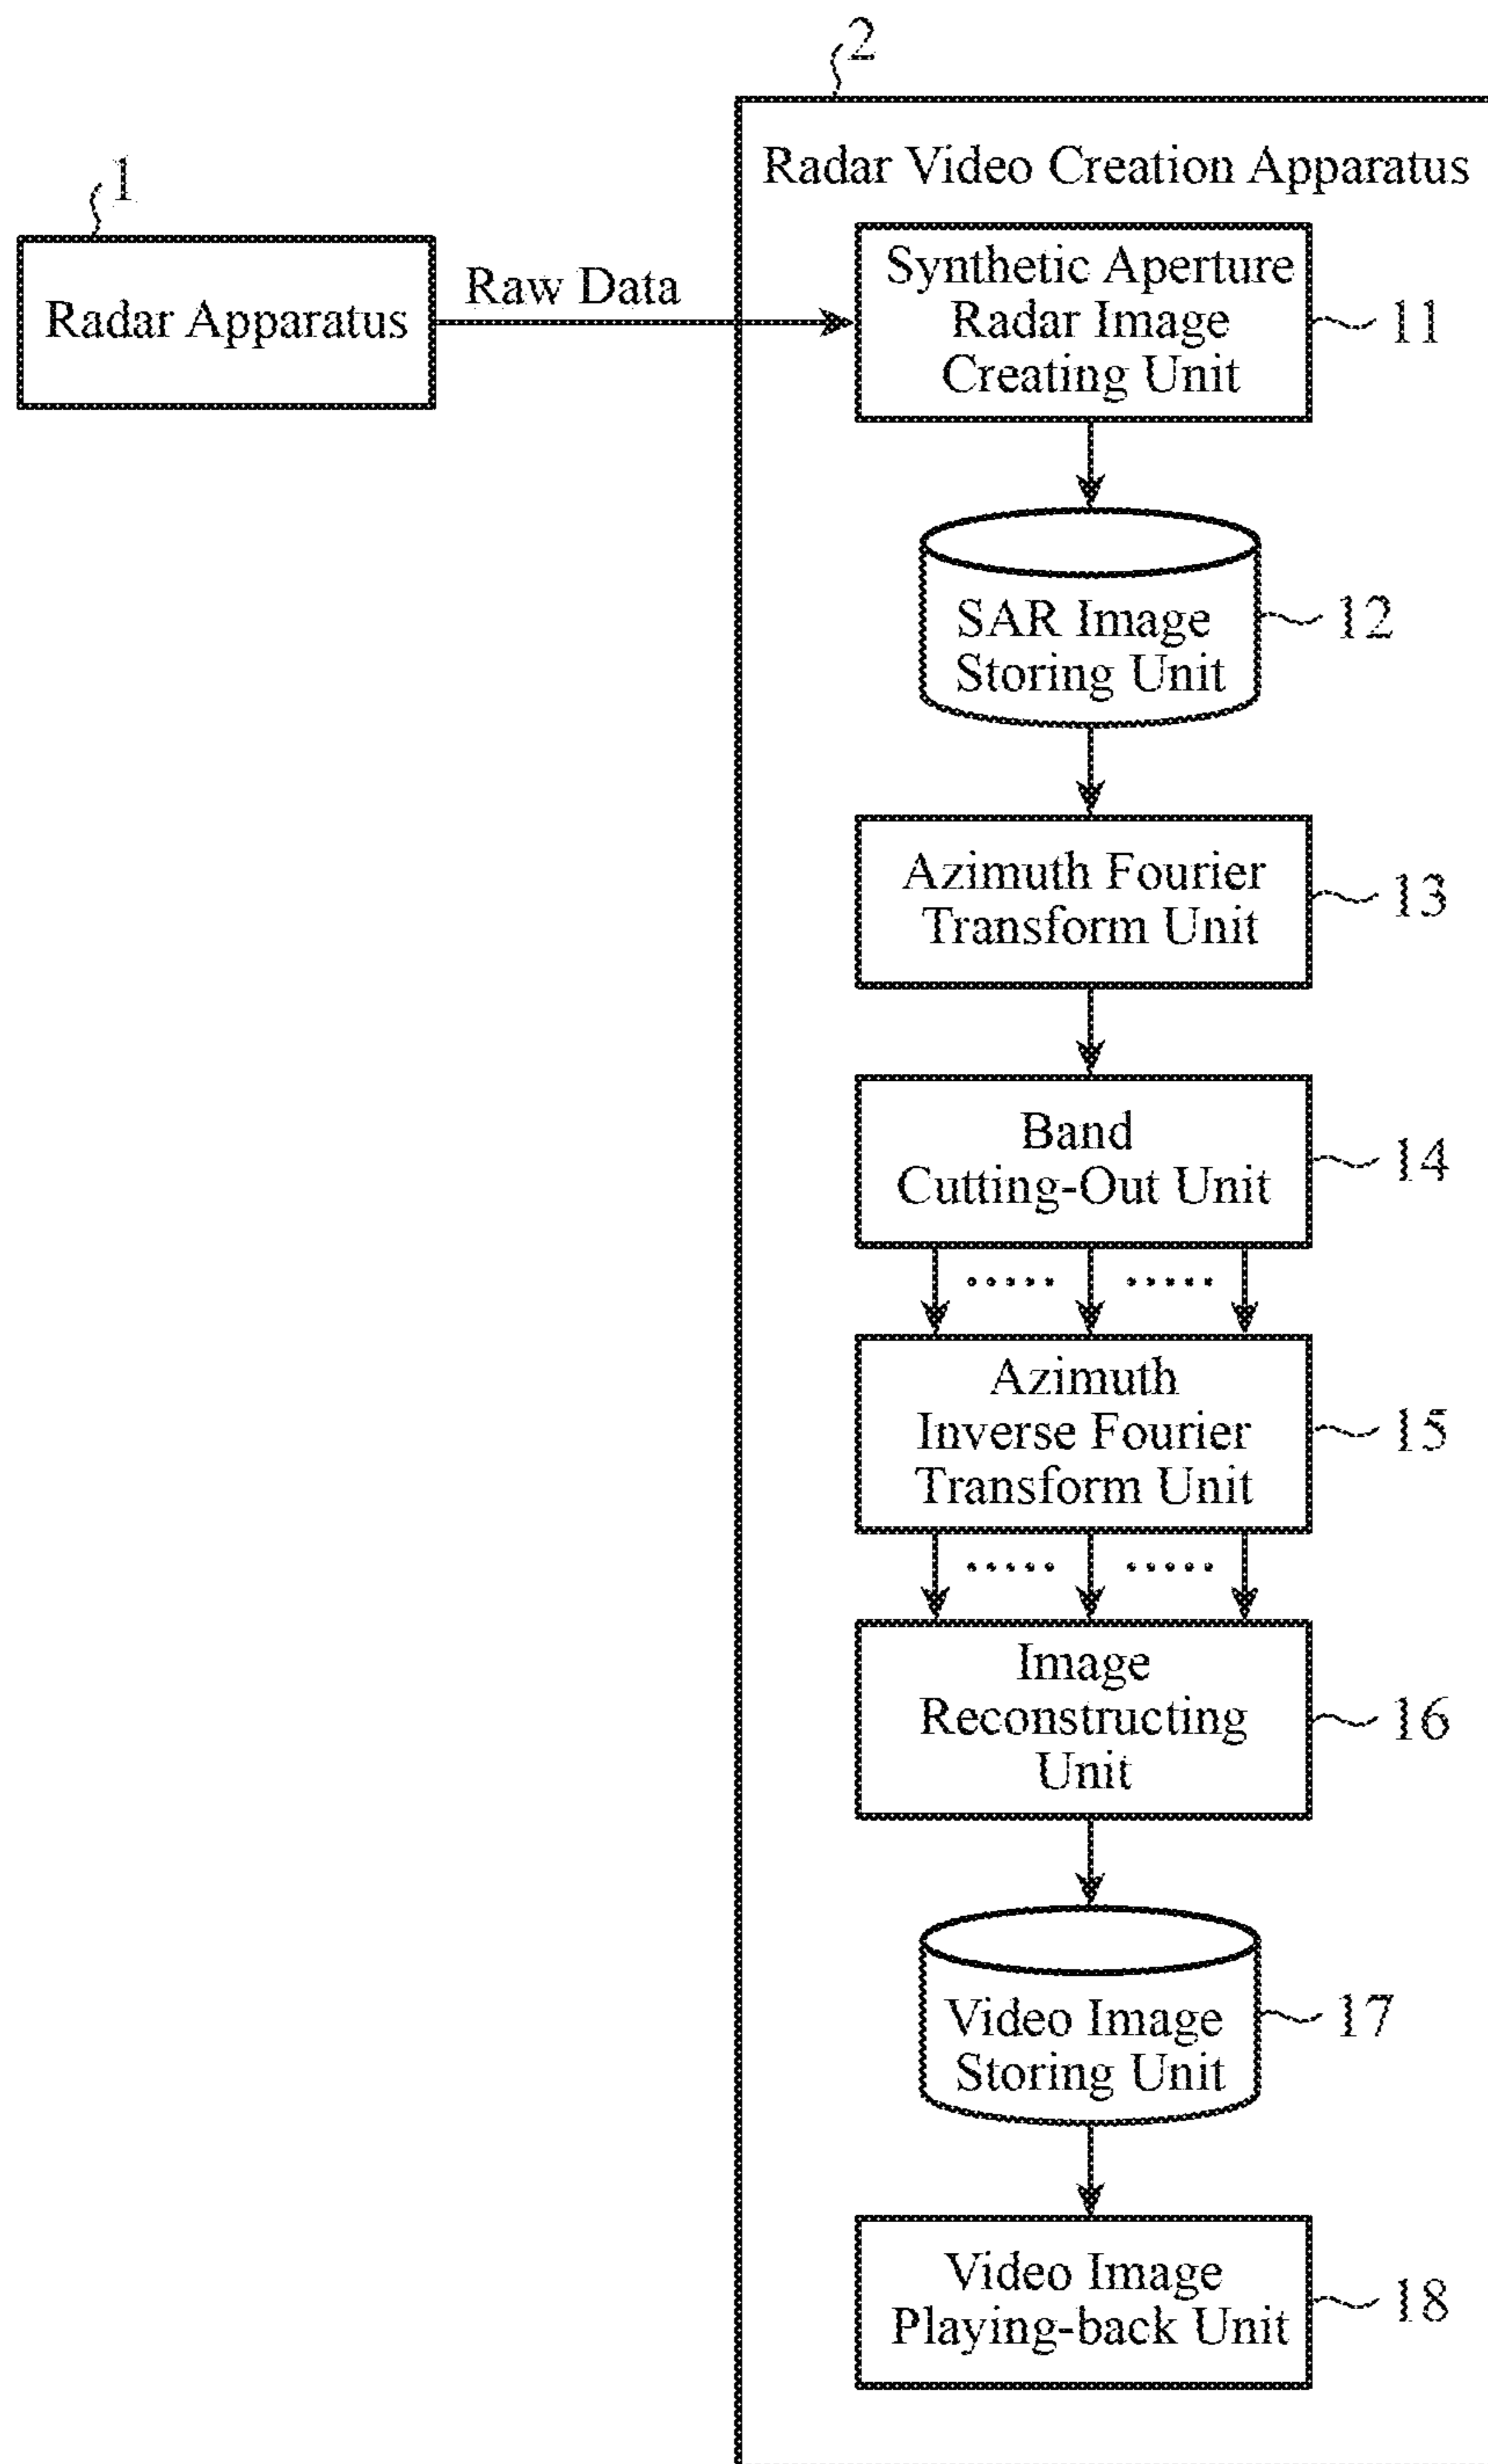 2
Radar Video Creation Apparatus
1
Radar Apparatus
Raw Data
Synthetic Aperture
Radar Image
Creating Unit
11
SAR Image
Storing Unit
12
Azimuth Fourier
Transform Unit
13
Band
Cutting-Out Unit
14
Azimuth
Inverse Fourier
Transform Unit
15
Image
Reconstructing
Unit
16
Video Image
Storing Unit
17
Video Image
Playing-back Unit
18